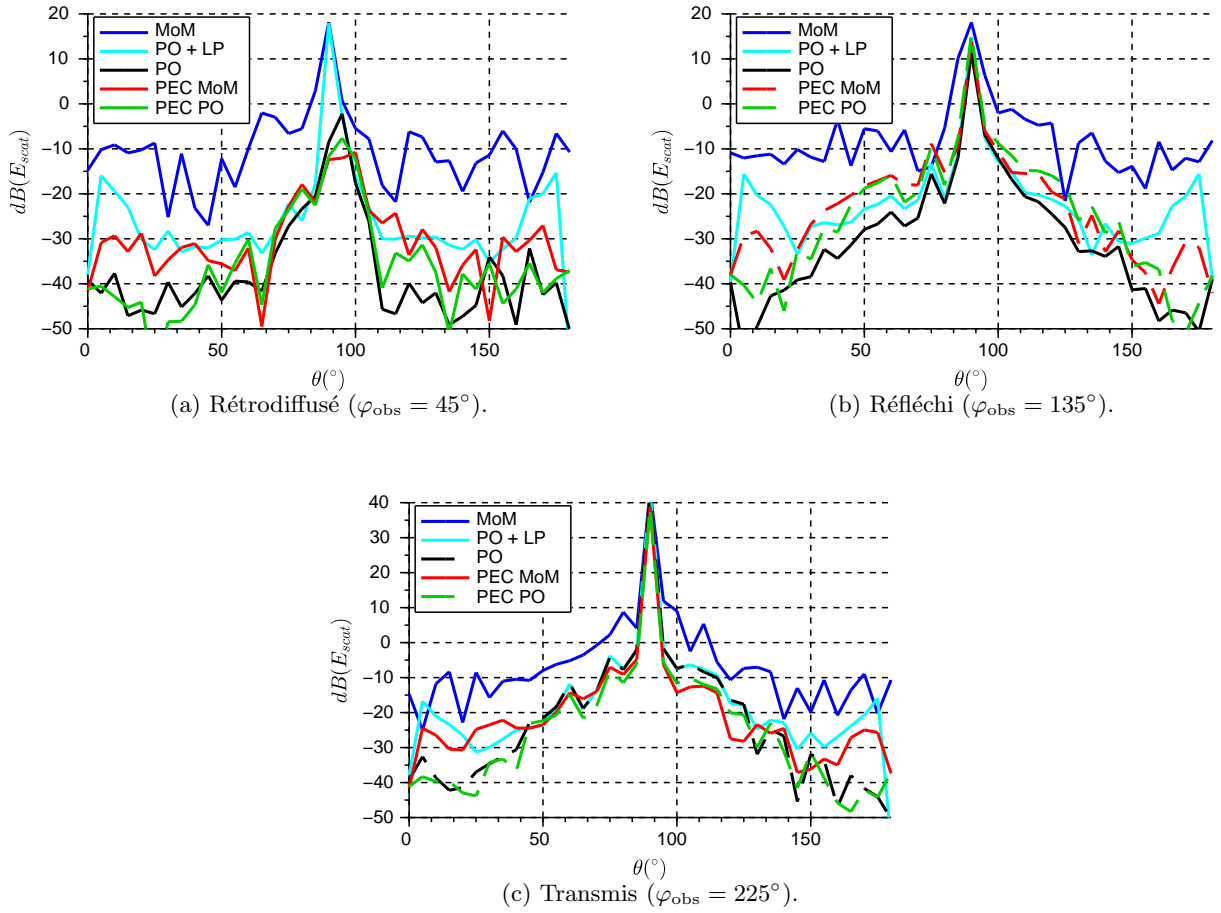 20
10
0
−10
−20
−30
−40
−50
0
50
100
150
dB(E_scat)
θ(°)
MoM
PO + LP
PO
PEC MoM
PEC PO
(a) Rétrodiffusé (φ_obs = 45°).
20
10
0
−10
−20
−30
−40
−50
0
50
100
150
dB(E_scat)
θ(°)
MoM
PO + LP
PO
PEC MoM
PEC PO
(b) Réfléchi (φ_obs = 135°).
40
30
20
10
0
−10
−20
−30
−40
−50
0
50
100
150
dB(E_scat)
θ(°)
MoM
PO + LP
PO
PEC MoM
PEC PO
(c) Transmis (φ_obs = 225°).